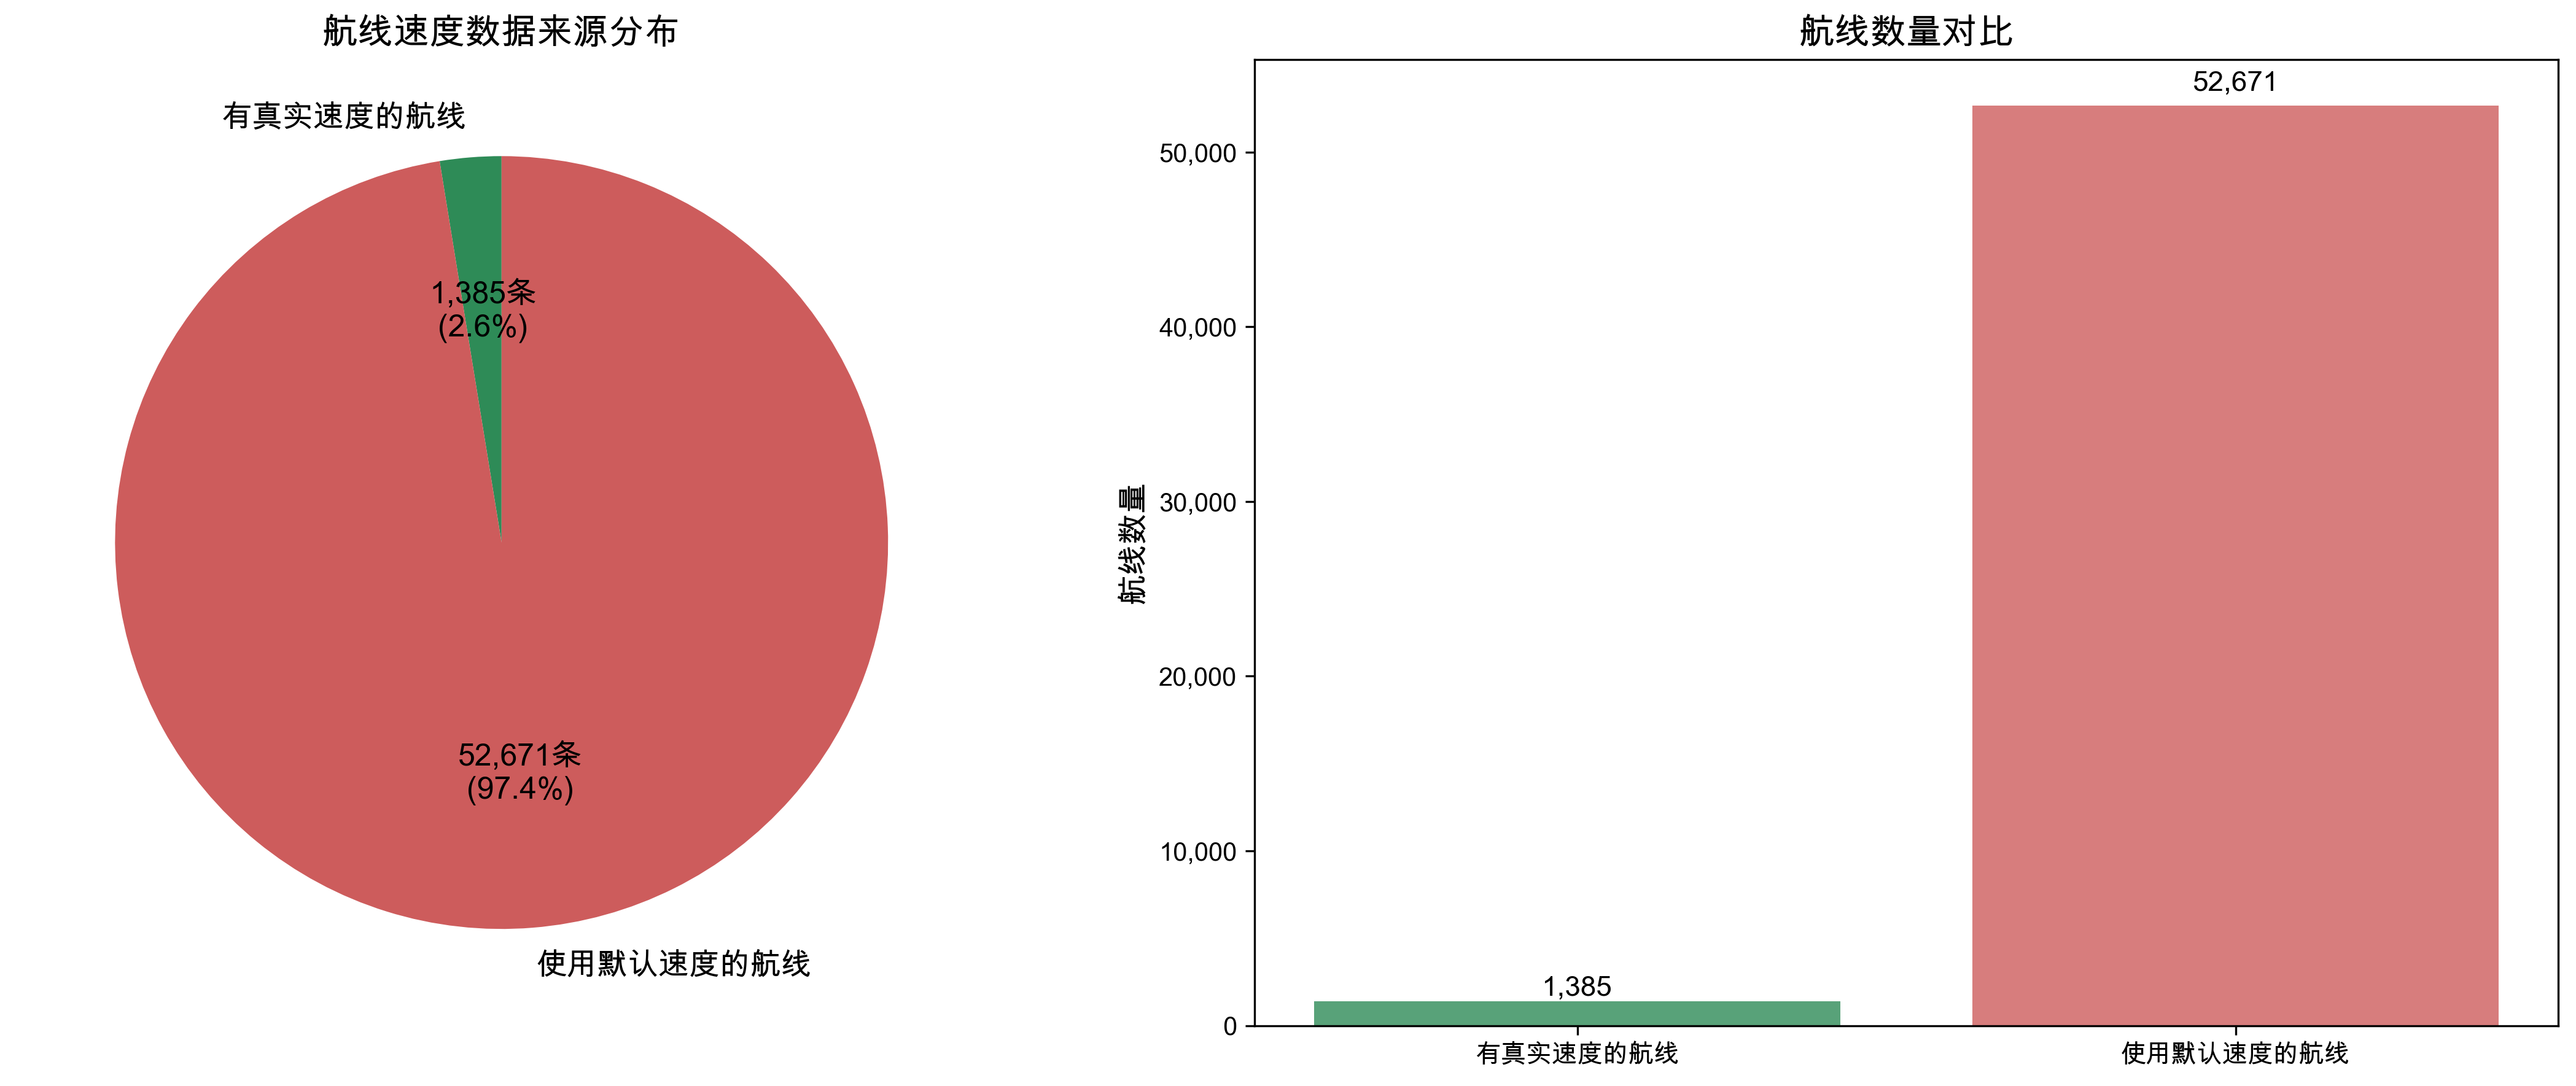 航线速度数据来源分布
有真实速度的航线
1,385条
(2.6%)
52,671条
(97.4%)
使用默认速度的航线
航线数量对比
航线数量
50,000
40,000
30,000
20,000
10,000
0
52,671
1,385
有真实速度的航线
使用默认速度的航线